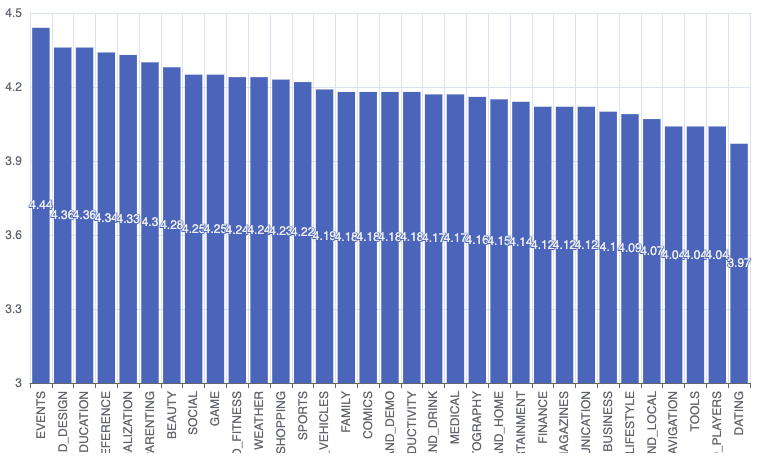 4.5
4.2
3.9
3.6
3.3
3
4.44
4.36
4.36
4.34
4.33
4.3
4.28
4.25
4.25
4.24
4.24
4.23
4.22
4.19
4.18
4.18
4.18
4.18
4.17
4.17
4.16
4.15
4.14
4.12
4.12
4.12
4.1
4.09
4.07
4.04
4.04
4.04
3.97
EVENTS
D_DESIGN
DUCATION
EFERENCE
ALIZATION
PARENTING
BEAUTY
SOCIAL
GAME
D_FITNESS
WEATHER
SHOPPING
SPORTS
_VEHICLES
FAMILY
COMICS
AND_DEMO
DUCTIVITY
ND_DRINK
MEDICAL
TOGRAPHY
AND_HOME
RTAINMENT
FINANCE
MAGAZINES
UNICATION
BUSINESS
LIFESTYLE
ND_LOCAL
AVIGATION
TOOLS
_PLAYERS
DATING